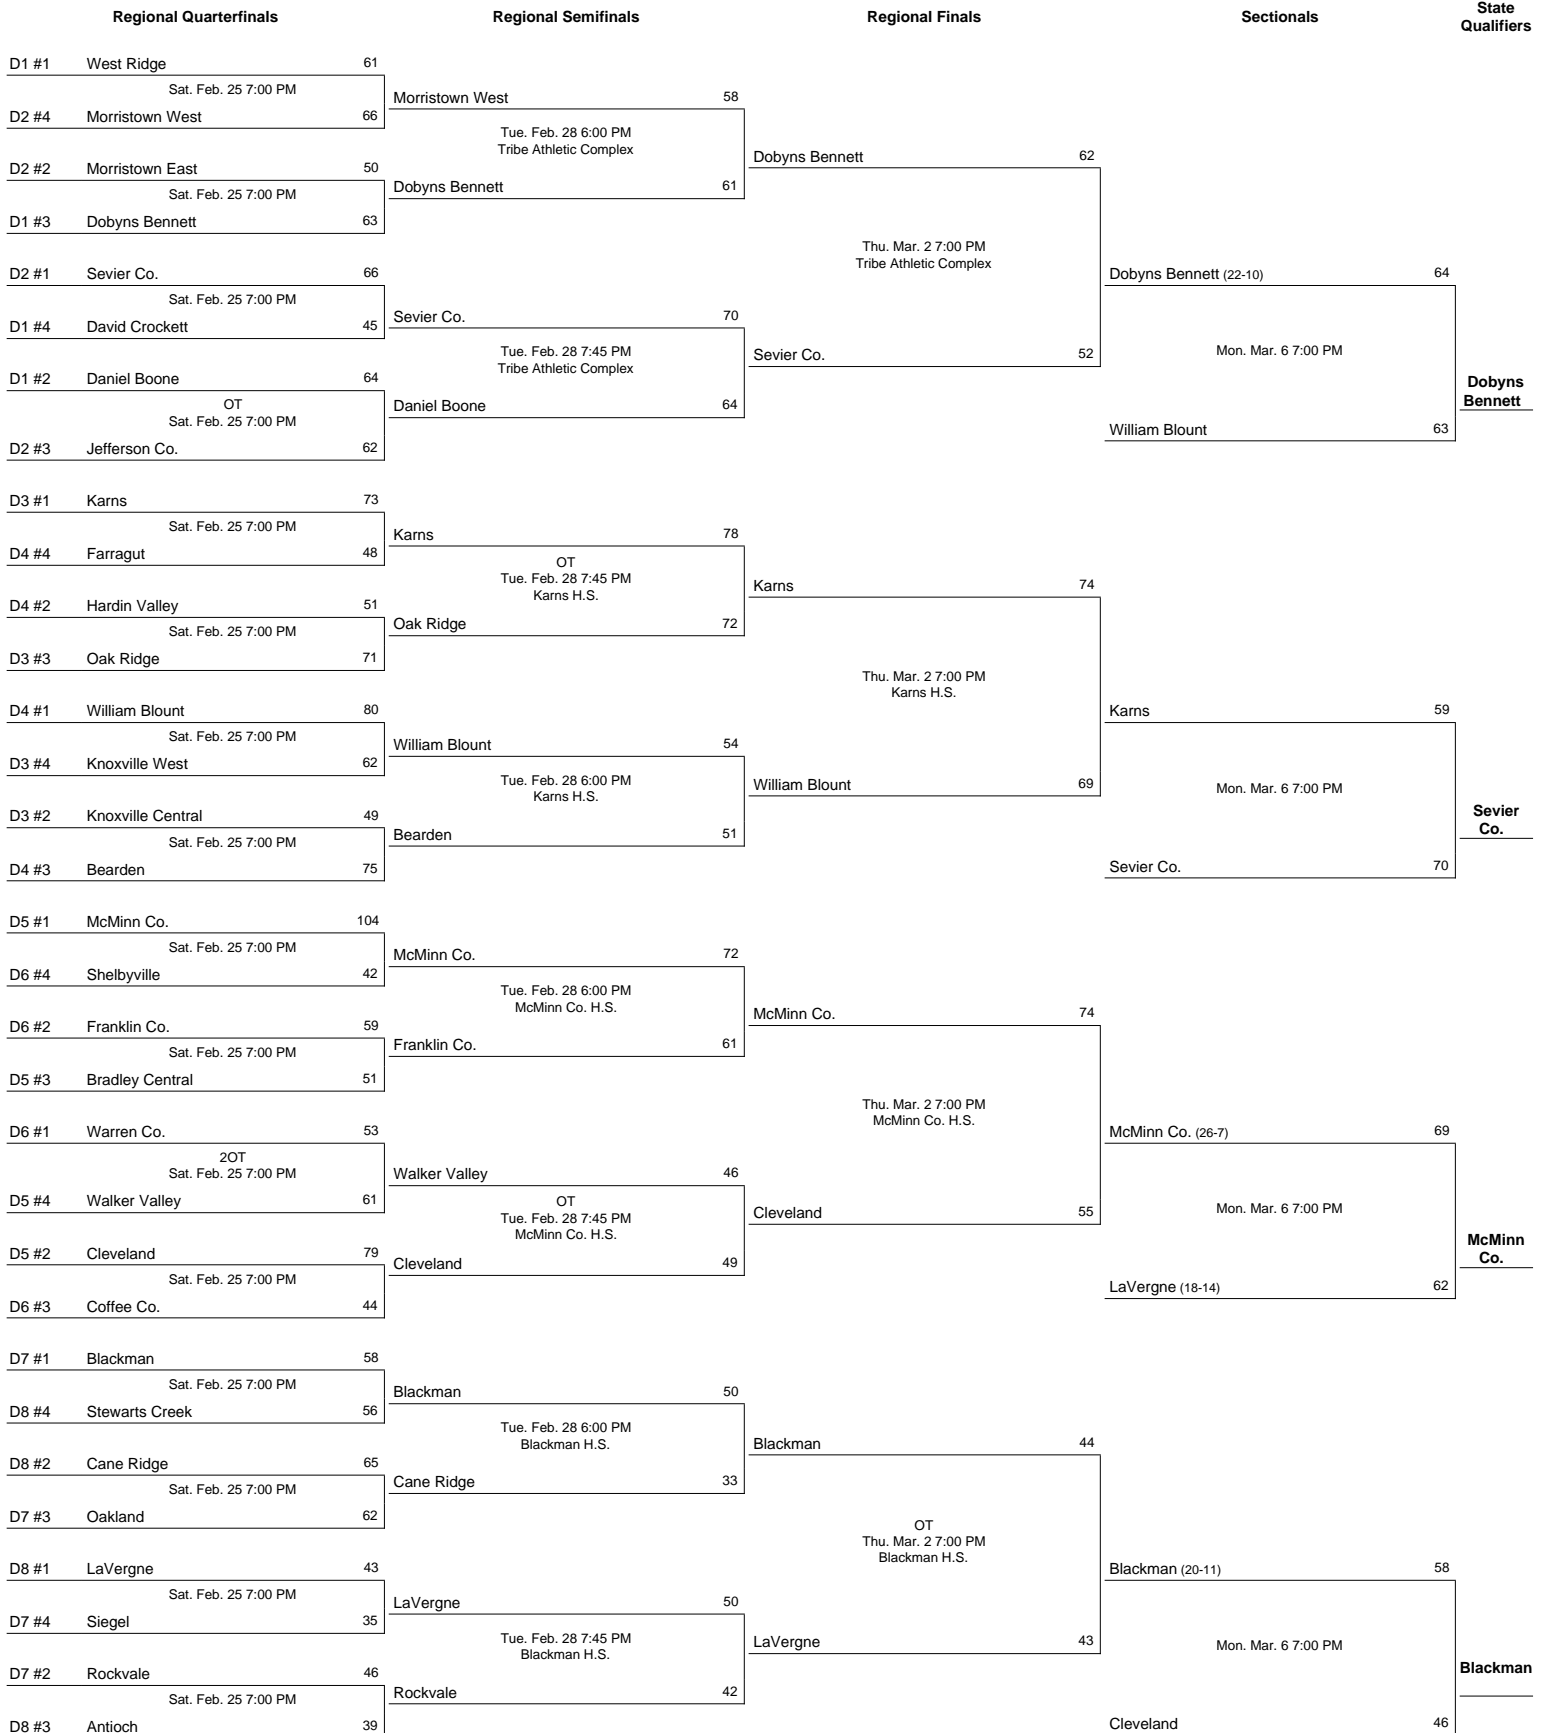 Regional Quarterfinals
Regional Semifinals
Regional Finals
Sectionals
State
Qualifiers
D1 #1 West Ridge 61
Sat. Feb. 25 7:00 PM
D2 #4 Morristown West 66
D2 #2 Morristown East 50
Sat. Feb. 25 7:00 PM
D1 #3 Dobyns Bennett 63
D2 #1 Sevier Co. 66
Sat. Feb. 25 7:00 PM
D1 #4 David Crockett 45
D1 #2 Daniel Boone 64
OT
Sat. Feb. 25 7:00 PM
D2 #3 Jefferson Co. 62
D3 #1 Karns 73
Sat. Feb. 25 7:00 PM
D4 #4 Farragut 48
D4 #2 Hardin Valley 51
Sat. Feb. 25 7:00 PM
D3 #3 Oak Ridge 71
D4 #1 William Blount 80
Sat. Feb. 25 7:00 PM
D3 #4 Knoxville West 62
D3 #2 Knoxville Central 49
Sat. Feb. 25 7:00 PM
D4 #3 Bearden 75
D5 #1 McMinn Co. 104
Sat. Feb. 25 7:00 PM
D6 #4 Shelbyville 42
D6 #2 Franklin Co. 59
Sat. Feb. 25 7:00 PM
D5 #3 Bradley Central 51
D6 #1 Warren Co. 53
2OT
Sat. Feb. 25 7:00 PM
D5 #4 Walker Valley 61
D5 #2 Cleveland 79
Sat. Feb. 25 7:00 PM
D6 #3 Coffee Co. 44
D7 #1 Blackman 58
Sat. Feb. 25 7:00 PM
D8 #4 Stewarts Creek 56
D8 #2 Cane Ridge 65
Sat. Feb. 25 7:00 PM
D7 #3 Oakland 62
D8 #1 LaVergne 43
Sat. Feb. 25 7:00 PM
D7 #4 Siegel 35
D7 #2 Rockvale 46
Sat. Feb. 25 7:00 PM
D8 #3 Antioch 39
Morristown West 58
Tue. Feb. 28 6:00 PM
Tribe Athletic Complex
Dobyns Bennett 61
Sevier Co. 70
Tue. Feb. 28 7:45 PM
Tribe Athletic Complex
Daniel Boone 64
Karns 78
OT
Tue. Feb. 28 7:45 PM
Karns H.S.
Oak Ridge 72
William Blount 54
Tue. Feb. 28 6:00 PM
Karns H.S.
Bearden 51
McMinn Co. 72
Tue. Feb. 28 6:00 PM
McMinn Co. H.S.
Franklin Co. 61
Walker Valley 46
OT
Tue. Feb. 28 7:45 PM
McMinn Co. H.S.
Cleveland 49
Blackman 50
Tue. Feb. 28 6:00 PM
Blackman H.S.
Cane Ridge 33
LaVergne 50
Tue. Feb. 28 7:45 PM
Blackman H.S.
Rockvale 42
Dobyns Bennett 62
Thu. Mar. 2 7:00 PM
Tribe Athletic Complex
Sevier Co. 52
Karns 74
Thu. Mar. 2 7:00 PM
Karns H.S.
William Blount 69
McMinn Co. 74
Thu. Mar. 2 7:00 PM
McMinn Co. H.S.
Cleveland 55
Blackman 44
OT
Thu. Mar. 2 7:00 PM
Blackman H.S.
LaVergne 43
Dobyns Bennett (22-10) 64
Mon. Mar. 6 7:00 PM
William Blount 63
Karns 59
Mon. Mar. 6 7:00 PM
Sevier Co. 70
McMinn Co. (26-7) 69
Mon. Mar. 6 7:00 PM
LaVergne (18-14) 62
Blackman (20-11) 58
Mon. Mar. 6 7:00 PM
Cleveland 46
Dobyns
Bennett
Sevier
Co.
McMinn
Co.
Blackman